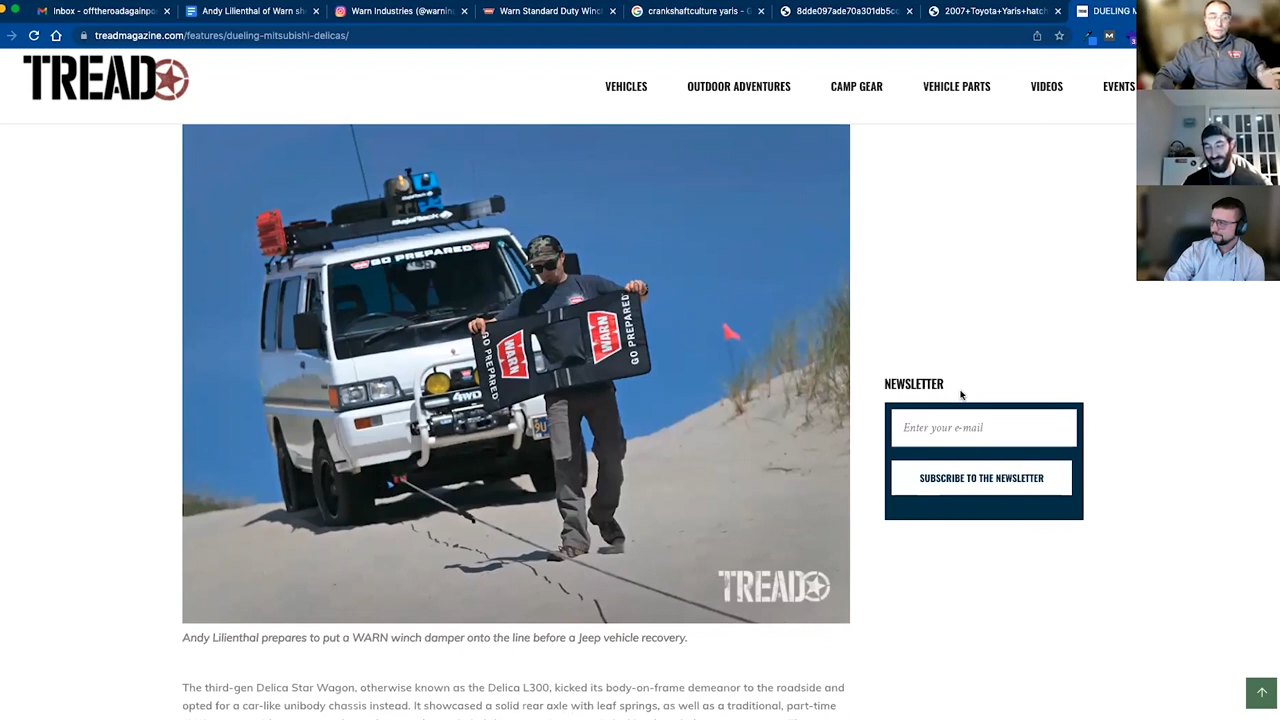 Inbox - offtheroadagain@
Andy Lilienthal of Warn sh
Warn Industries (@warnin
Warn Standard Duty Winc
crankshaftculture yaris - G
8dde097ade70a301db5cc
2007+Toyota+Yaris+hatch
DUELING M
treadmagazine.com/features/dueling-mitsubishi-delicas/
TREAD
VEHICLES
OUTDOOR ADVENTURES
CAMP GEAR
VEHICLE PARTS
VIDEOS
EVENTS
GO PREPARED
GO PREPARED
WARN
WARN
GO PREPARED
4WD
TREAD
NEWSLETTER
Enter your e-mail
SUBSCRIBE TO THE NEWSLETTER
Andy Lilienthal prepares to put a WARN winch damper onto the line before a Jeep vehicle recovery.
The third-gen Delica Star Wagon, otherwise known as the Delica L300, kicked its body-on-frame demeanor to the roadside and
opted for a car-like unibody chassis instead. It showcased a solid rear axle with leaf springs, as well as a traditional, part-time